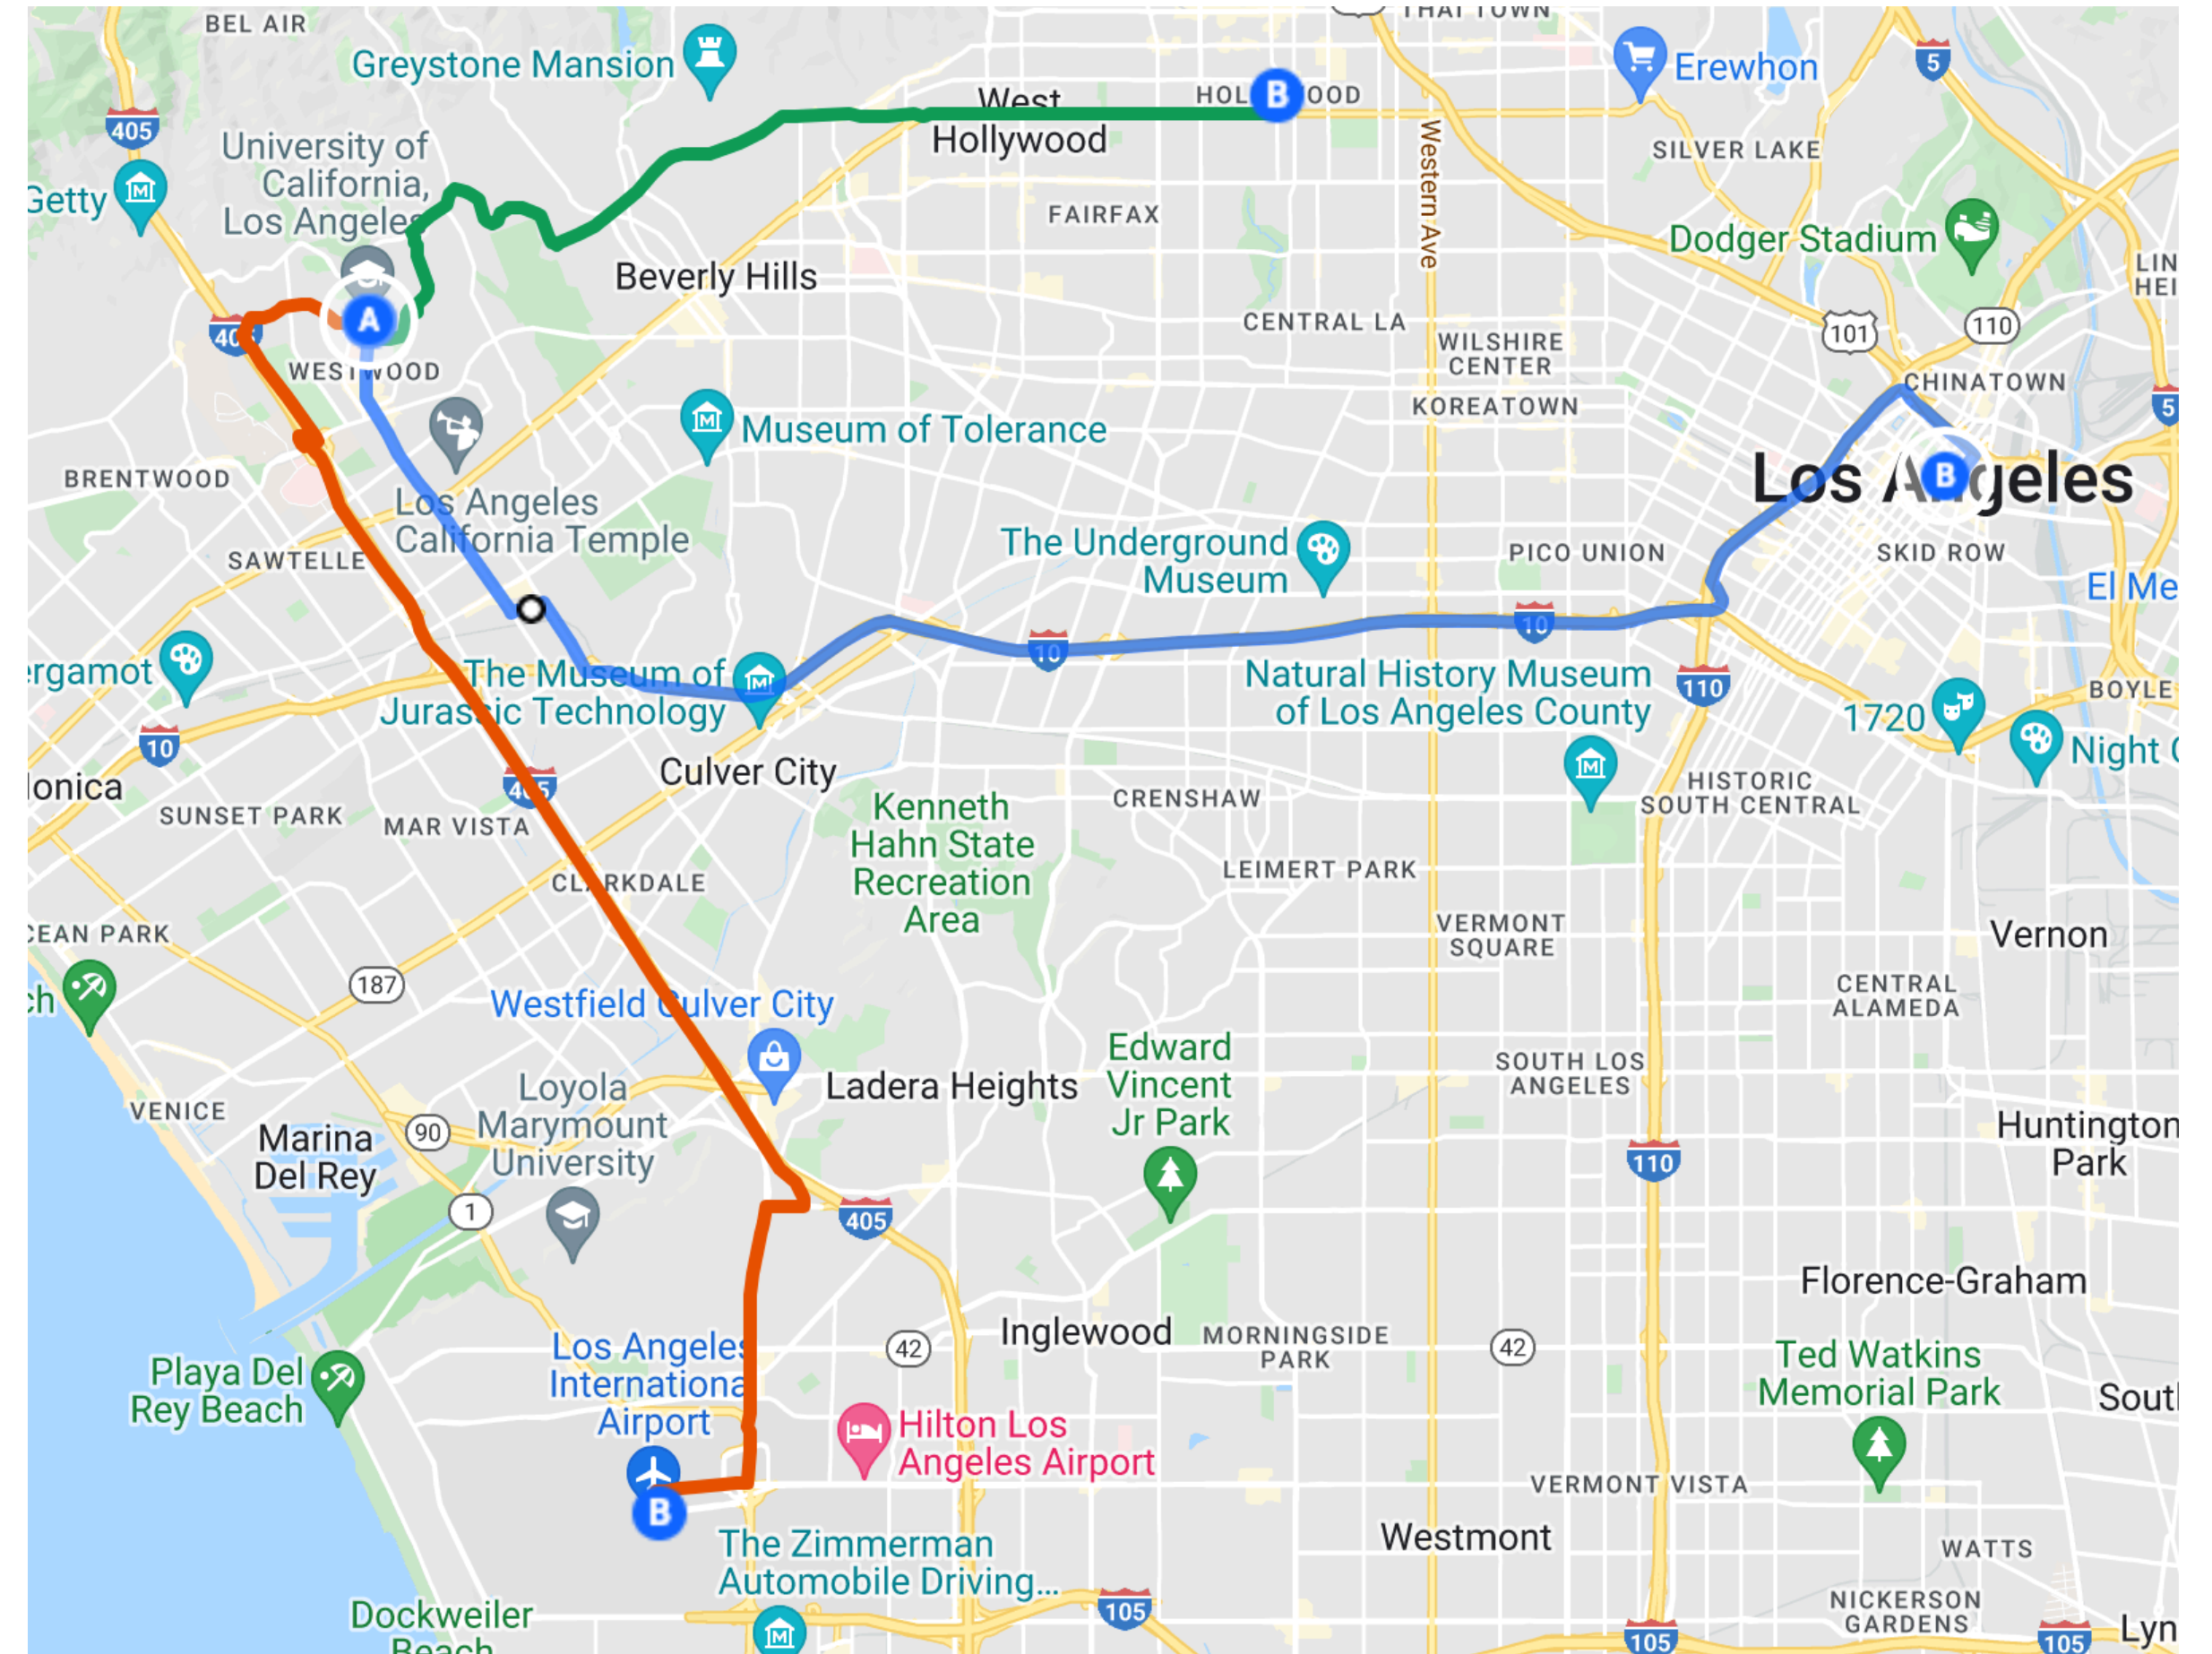 BEL AIR
THAI TOWN
Greystone Mansion
Erewhon
5
West
Hollywood
B
405
University of
California,
Los Angeles
SILVER LAKE
Getty
Western Ave
FAIRFAX
Dodger Stadium
Beverly Hills
LIN
HEI
A
CENTRAL LA
101
110
WILSHIRE
CENTER
WESTWOOD
CHINATOWN
KOREATOWN
5
Museum of Tolerance
BRENTWOOD
Los Angeles
B
Los Angeles
California Temple
The Underground
Museum
PICO UNION
SKID ROW
SAWTELLE
El Me
10
10
ergamot
The Museum of
Jurassic Technology
Natural History Museum
of Los Angeles County
110
BOYLE
1720
Night
10
onica
405
Culver City
HISTORIC
SOUTH CENTRAL
SUNSET PARK
MAR VISTA
CRENSHAW
Kenneth
Hahn State
Recreation
Area
LEIMERT PARK
CLARKDALE
CEAN PARK
VERMONT
SQUARE
Vernon
187
ch
CENTRAL
ALAMEDA
Westfield Culver City
Edward
Vincent
Jr Park
SOUTH LOS
ANGELES
Ladera Heights
Loyola
Marymount
University
VENICE
90
Marina
Del Rey
Huntington
Park
110
1
405
Florence-Graham
Inglewood
MORNINGSIDE
PARK
42
42
Los Angeles
International
Airport
Playa Del
Rey Beach
Ted Watkins
Memorial Park
Hilton Los
Angeles Airport
VERMONT VISTA
B
Westmont
The Zimmerman
Automobile Driving...
WATTS
105
NICKERSON
GARDENS
Dockweiler
Beach
105
105
Lyn